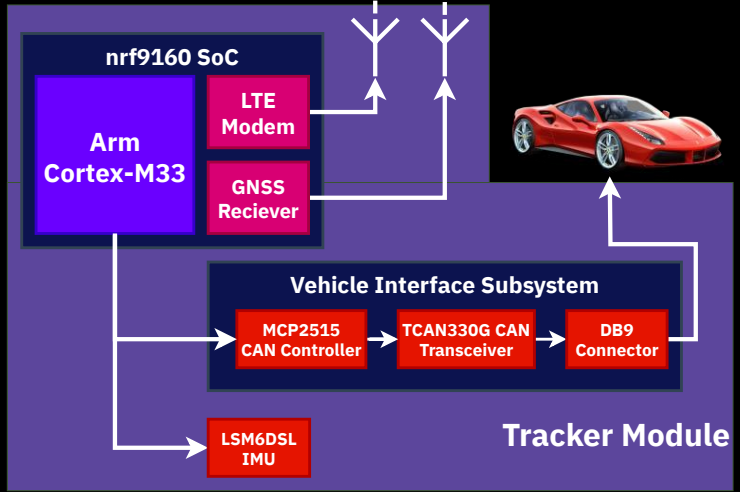 nrf9160 SoC
Arm
Cortex-M33
LTE
Modem
GNSS
Reciever
Vehicle Interface Subsystem
MCP2515
CAN Controller
TCAN330G CAN
Transceiver
DB9
Connector
LSM6DSL
IMU
Tracker Module